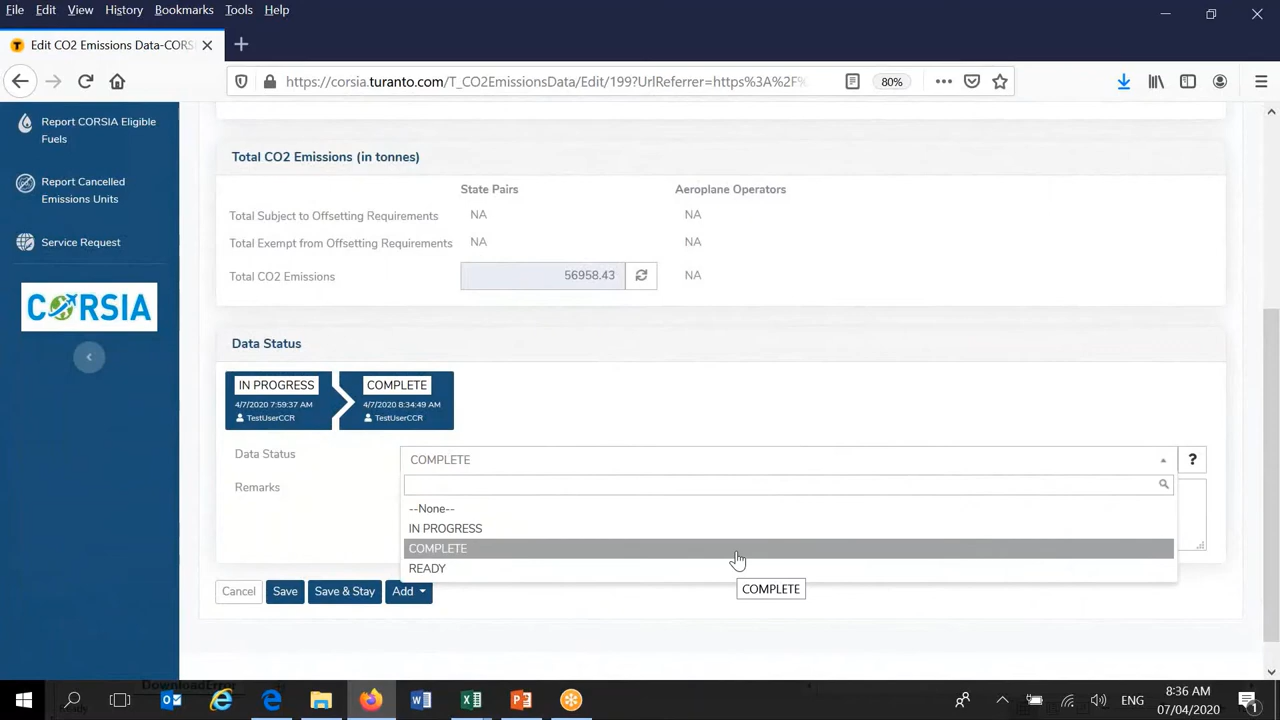 File Edit View History Bookmarks Tools Help
Edit CO2 Emissions Data-CORS
https://corsia.turanto.com/T_CO2EmissionsData/Edit/199?UrlReferrer=https%3A%2F%
80%
Report CORSIA Eligible
Fuels
Report Cancelled
Emissions Units
Service Request
CORSIA
Total CO2 Emissions (in tonnes)
State Pairs Aeroplane Operators
Total Subject to Offsetting Requirements NA NA
Total Exempt from Offsetting Requirements NA NA
Total CO2 Emissions 56958.43 NA
Data Status
IN PROGRESS COMPLETE
4/7/2020 7:59:37 AM 4/7/2020 8:34:49 AM
TestUserCCR TestUserCCR
Data Status COMPLETE ?
Remarks
--None--
IN PROGRESS
COMPLETE
READY
COMPLETE
Cancel Save Save & Stay Add
DownloadError
Ready
ENG
8:36 AM
07/04/2020
1